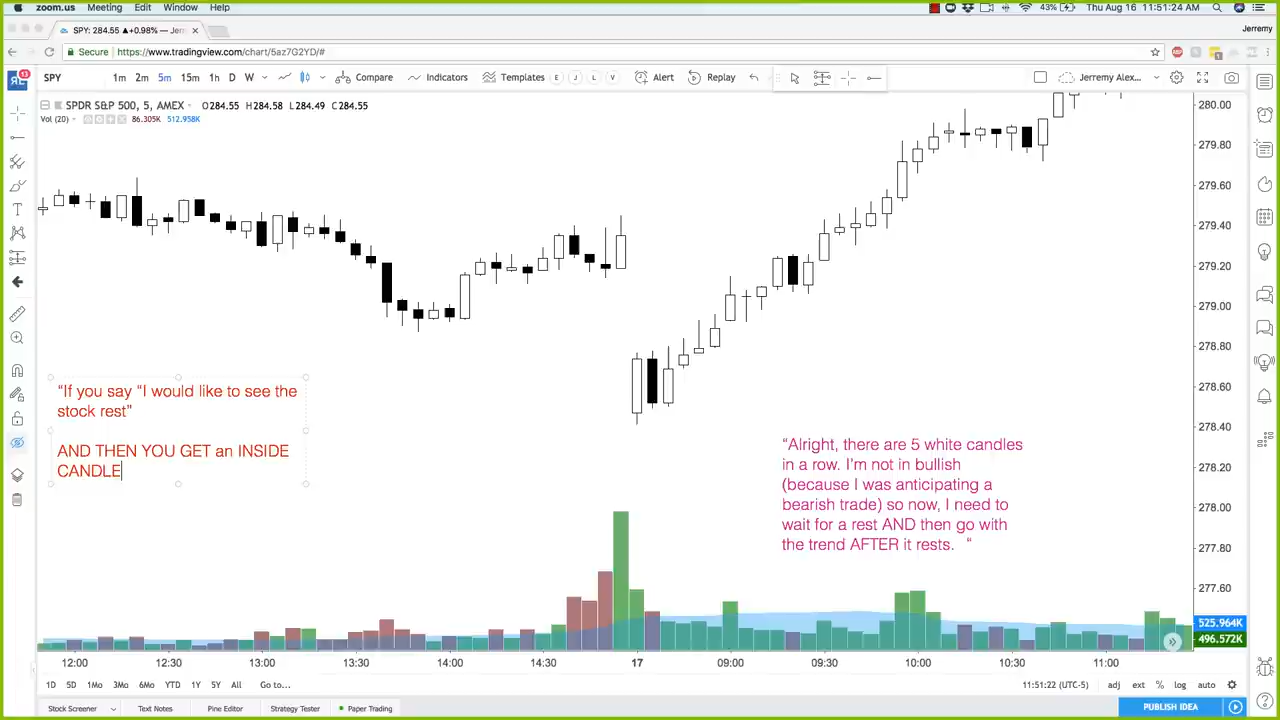 zoom.us Meeting Edit Window Help 43% Thu Aug 16 11:51:24 AM
SPY: 284.55 ▲+0.98% — Jerr Jerremy
Secure https://www.tradingview.com/chart/5az7G2YD/#
SPY 1m 2m 5m 15m 1h D W Compare Indicators Templates E J L V Alert Replay Jerremy Alex...
SPDR S&P 500, 5, AMEX O284.55 H284.58 L284.49 C284.55
Vol (20) 86.305K 512.958K
280.00
279.80
279.60
279.40
279.20
279.00
278.80
278.60
278.40
278.20
278.00
277.80
277.60
525.964K
496.572K
“If you say “I would like to see the
stock rest”
AND THEN YOU GET an INSIDE
CANDLE
“Alright, there are 5 white candles
in a row. I'm not in bullish
(because I was anticipating a
bearish trade) so now, I need to
wait for a rest AND then go with
the trend AFTER it rests. “
12:00 12:30 13:00 13:30 14:00 14:30 17 09:00 09:30 10:00 10:30 11:00
1D 5D 1Mo 3Mo 6Mo YTD 1Y 5Y All Go to... 11:51:22 (UTC-5) adj ext % log auto
Stock Screener Text Notes Pine Editor Strategy Tester Paper Trading PUBLISH IDEA